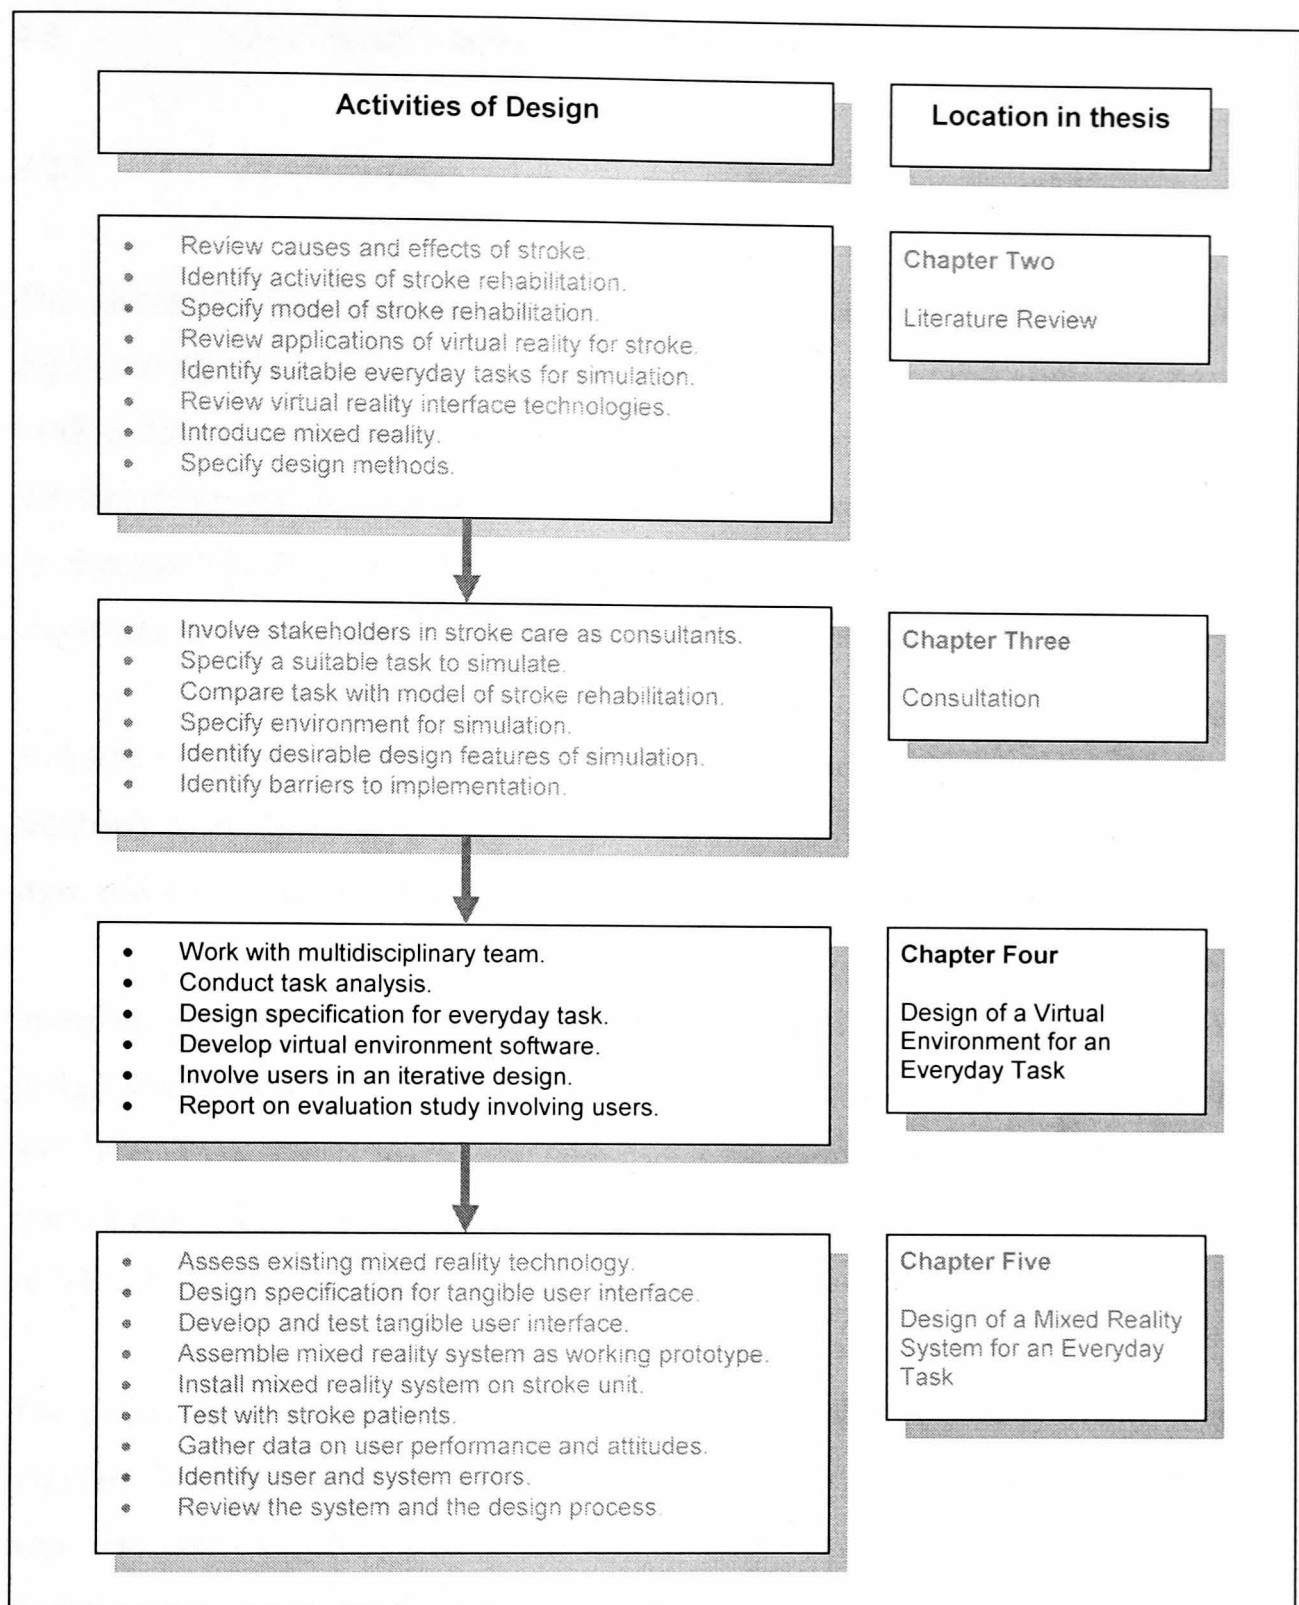 Activities of Design
Location in thesis
• Review causes and effects of stroke.
• Identify activities of stroke rehabilitation.
• Specify model of stroke rehabilitation.
• Review applications of virtual reality for stroke.
• Identify suitable everyday tasks for simulation.
• Review virtual reality interface technologies.
• Introduce mixed reality.
• Specify design methods.
Chapter Two
Literature Review
• Involve stakeholders in stroke care as consultants.
• Specify a suitable task to simulate.
• Compare task with model of stroke rehabilitation.
• Specify environment for simulation.
• Identify desirable design features of simulation.
• Identify barriers to implementation.
Chapter Three
Consultation
• Work with multidisciplinary team.
• Conduct task analysis.
• Design specification for everyday task.
• Develop virtual environment software.
• Involve users in an iterative design.
• Report on evaluation study involving users.
Chapter Four
Design of a Virtual
Environment for an
Everyday Task
• Assess existing mixed reality technology.
• Design specification for tangible user interface.
• Develop and test tangible user interface.
• Assemble mixed reality system as working prototype.
• Install mixed reality system on stroke unit.
• Test with stroke patients.
• Gather data on user performance and attitudes.
• Identify user and system errors.
• Review the system and the design process.
Chapter Five
Design of a Mixed Reality
System for an Everyday
Task